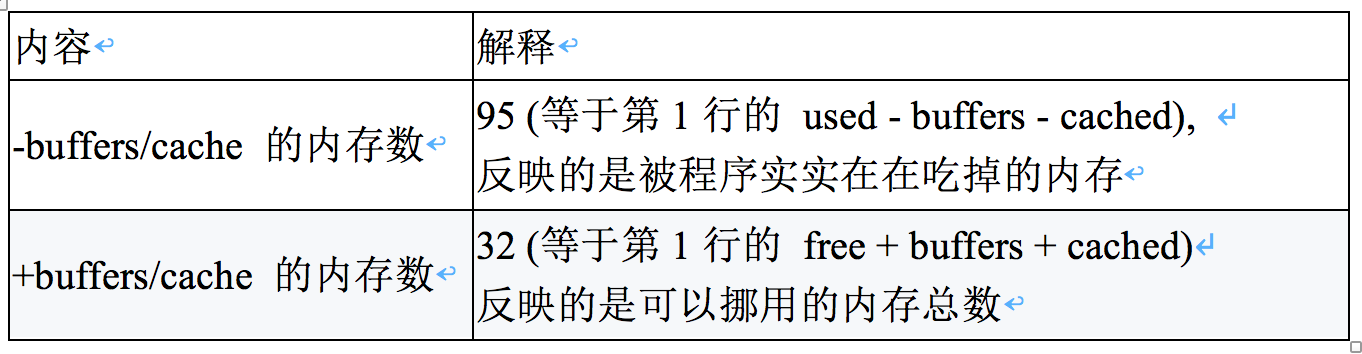 内容
解释
-buffers/cache 的内存数
95 (等于第 1 行的 used - buffers - cached),
反映的是被程序实实在在吃掉的内存
+buffers/cache 的内存数
32 (等于第 1 行的 free + buffers + cached)
反映的是可以挪用的内存总数